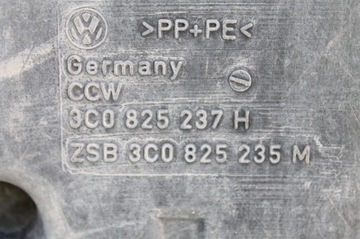 VW >PP+PE<
Germany
CCW
3C0 825 237 H
ZSB 3C0 825 235 M